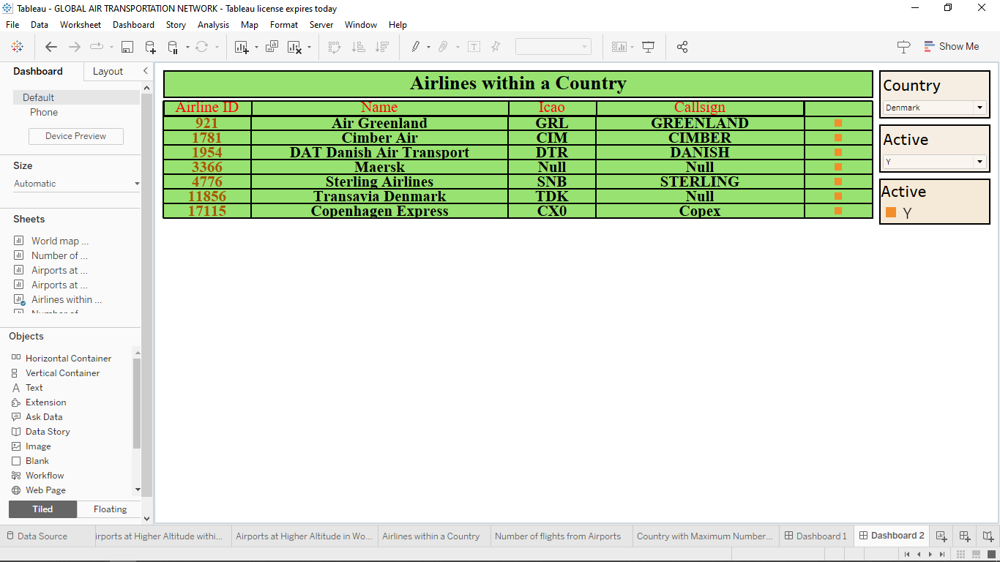 Tableau - GLOBAL AIR TRANSPORTATION NETWORK - Tableau license expires today
File Data Worksheet Dashboard Story Analysis Map Format Server Window Help
Show Me
Dashboard Layout
Default
Phone
Device Preview
Size
Automatic
Sheets
World map ...
Number of ...
Airports at ...
Airports at ...
Airlines within ...
Number of
Objects
Horizontal Container
Vertical Container
Text
Extension
Ask Data
Data Story
Image
Blank
Workflow
Web Page
Tiled Floating
Airlines within a Country
Airline ID Name Icao Callsign
921 Air Greenland GRL GREENLAND
1781 Cimber Air CIM CIMBER
1954 DAT Danish Air Transport DTR DANISH
3366 Maersk Null Null
4776 Sterling Airlines SNB STERLING
11856 Transavia Denmark TDK Null
17115 Copenhagen Express CX0 Copex
Country
Denmark
Active
Y
Active
Y
Data Source irports at Higher Altitude withi... Airports at Higher Altitude in Wo... Airlines within a Country Number of flights from Airports Country with Maximum Number... Dashboard 1 Dashboard 2